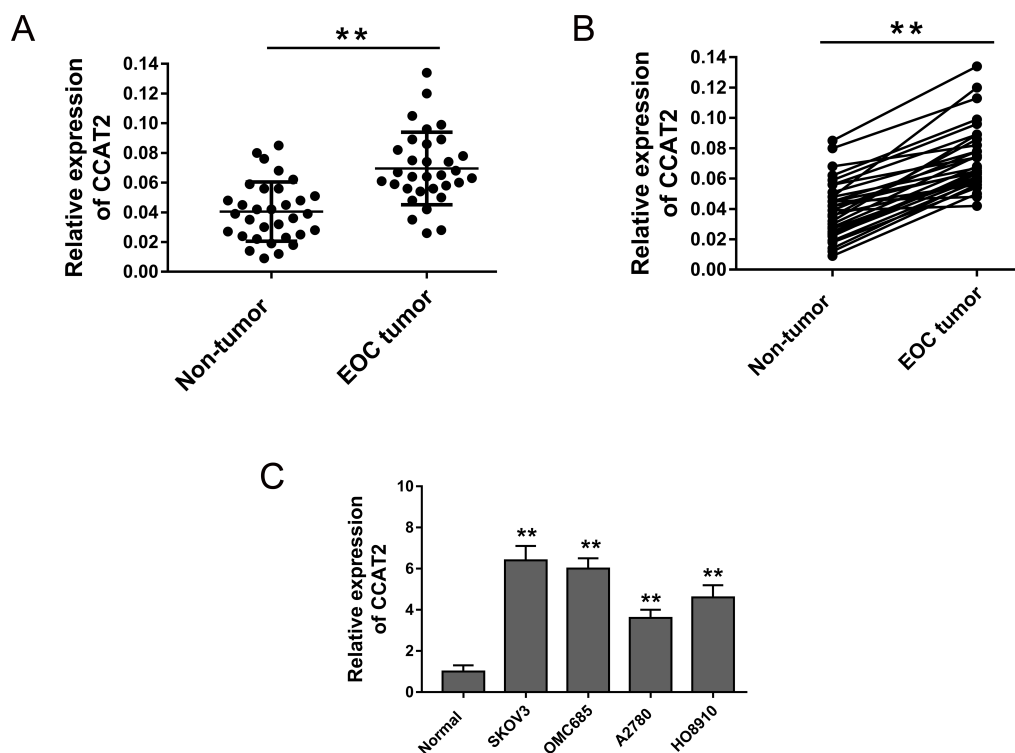 A
**
Relative expression
of CCAT2
0.14
0.12
0.10
0.08
0.06
0.04
0.02
0.00
Non-tumor
EOC tumor
B
**
Relative expression
of CCAT2
0.14
0.12
0.10
0.08
0.06
0.04
0.02
0.00
Non-tumor
EOC tumor
C
Relative expression
of CCAT2
10
8
6
4
2
0
**
**
**
**
Normal
SKOV3
OMC685
A2780
HO8910